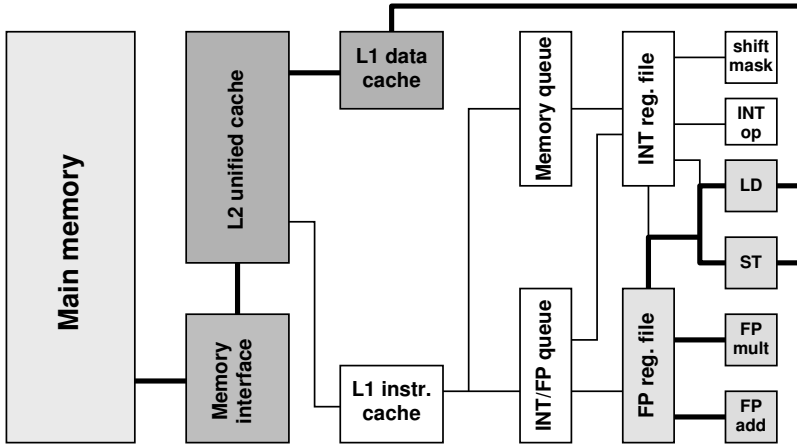 Main memory
L2 unified cache
Memory
interface
L1 data
cache
L1 instr.
cache
Memory queue
INT/FP queue
INT reg. file
FP reg. file
shift
mask
INT
op
LD
ST
FP
mult
FP
add